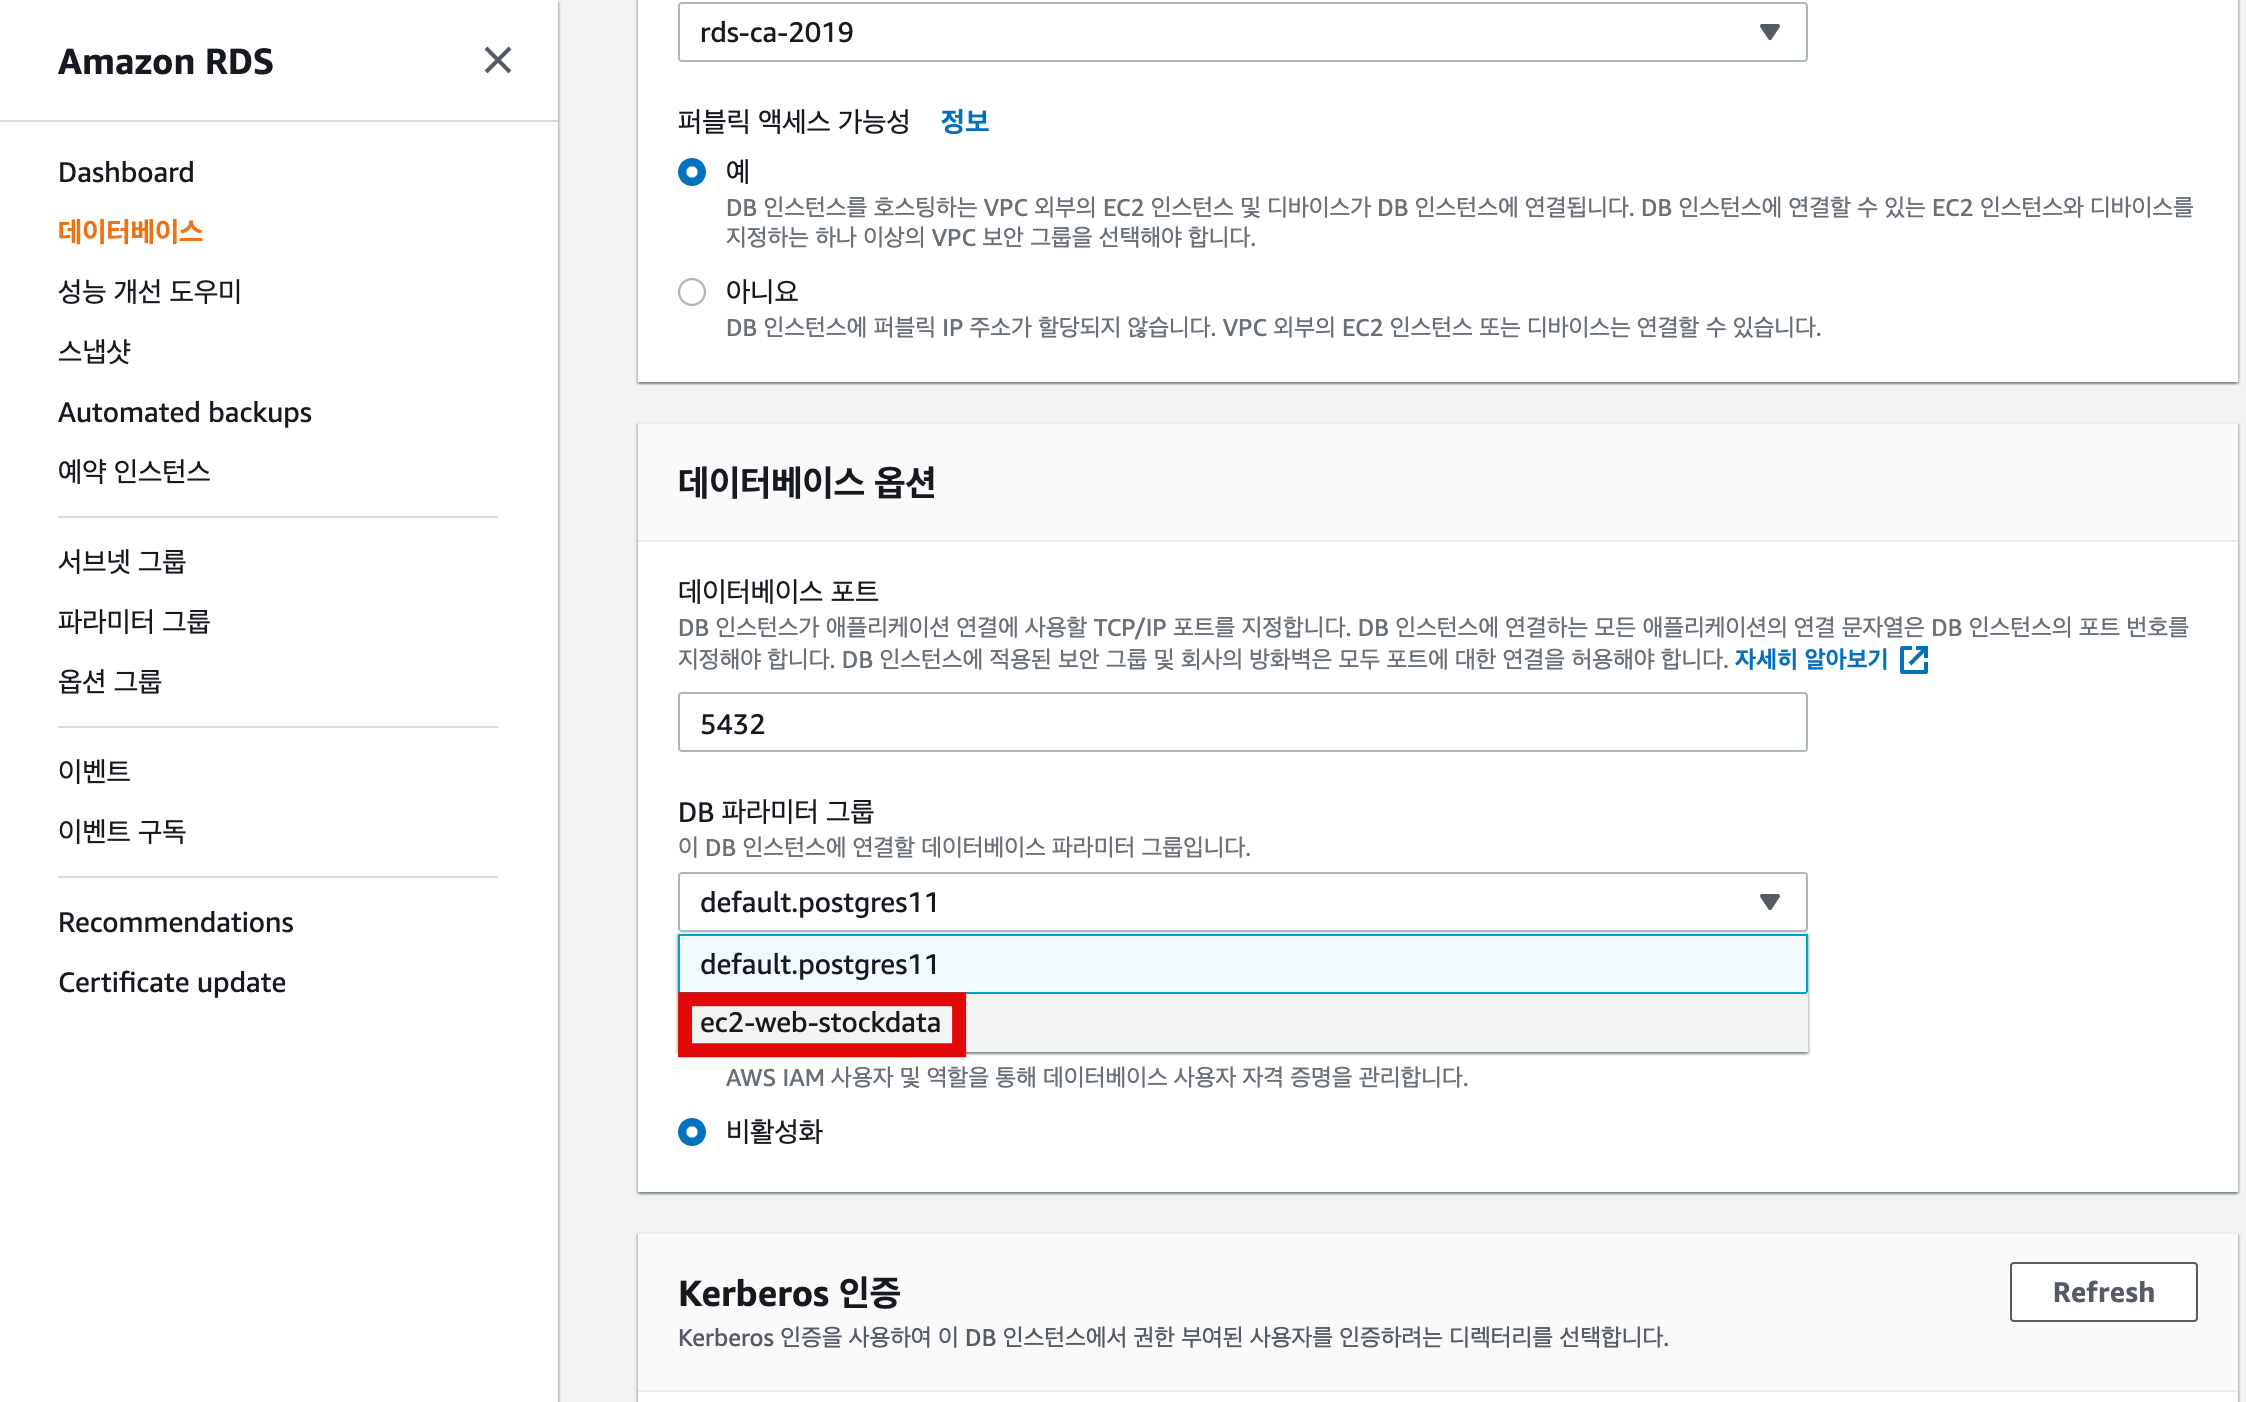 Amazon RDS
Dashboard
데이터베이스
성능 개선 도우미
스냅샷
Automated backups
예약 인스턴스
서브넷 그룹
파라미터 그룹
옵션 그룹
이벤트
이벤트 구독
Recommendations
Certificate update
rds-ca-2019
퍼블릭 액세스 가능성 정보
예
DB 인스턴스를 호스팅하는 VPC 외부의 EC2 인스턴스 및 디바이스가 DB 인스턴스에 연결됩니다. DB 인스턴스에 연결할 수 있는 EC2 인스턴스와 디바이스를
지정하는 하나 이상의 VPC 보안 그룹을 선택해야 합니다.
아니요
DB 인스턴스에 퍼블릭 IP 주소가 할당되지 않습니다. VPC 외부의 EC2 인스턴스 또는 디바이스는 연결할 수 있습니다.
데이터베이스 옵션
데이터베이스 포트
DB 인스턴스가 애플리케이션 연결에 사용할 TCP/IP 포트를 지정합니다. DB 인스턴스에 연결하는 모든 애플리케이션의 연결 문자열은 DB 인스턴스의 포트 번호를
지정해야 합니다. DB 인스턴스에 적용된 보안 그룹 및 회사의 방화벽은 모두 포트에 대한 연결을 허용해야 합니다. 자세히 알아보기
5432
DB 파라미터 그룹
이 DB 인스턴스에 연결할 데이터베이스 파라미터 그룹입니다.
default.postgres11
default.postgres11
ec2-web-stockdata
AWS IAM 사용자 및 역할을 통해 데이터베이스 사용자 자격 증명을 관리합니다.
비활성화
Kerberos 인증
Refresh
Kerberos 인증을 사용하여 이 DB 인스턴스에서 권한 부여된 사용자를 인증하려는 디렉터리를 선택합니다.